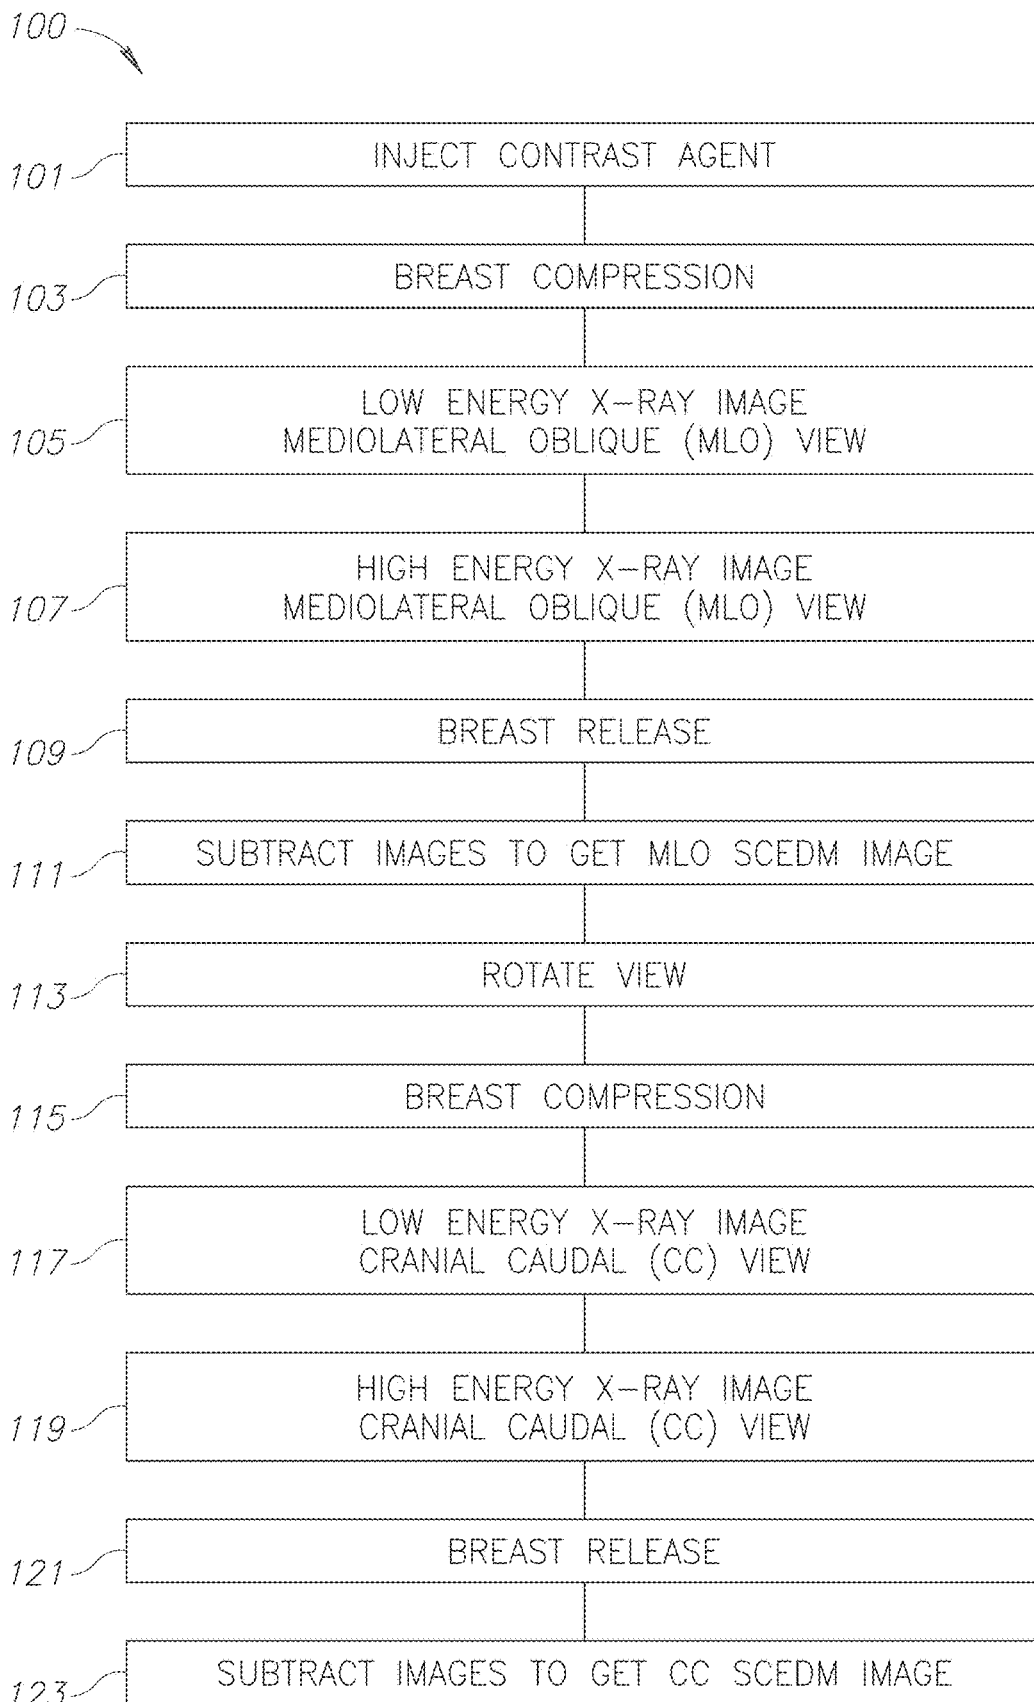 100
101
INJECT CONTRAST AGENT
103
BREAST COMPRESSION
105
LOW ENERGY X-RAY IMAGE
MEDIOLATERAL OBLIQUE (MLO) VIEW
107
HIGH ENERGY X-RAY IMAGE
MEDIOLATERAL OBLIQUE (MLO) VIEW
109
BREAST RELEASE
111
SUBTRACT IMAGES TO GET MLO SCEDM IMAGE
113
ROTATE VIEW
115
BREAST COMPRESSION
117
LOW ENERGY X-RAY IMAGE
CRANIAL CAUDAL (CC) VIEW
119
HIGH ENERGY X-RAY IMAGE
CRANIAL CAUDAL (CC) VIEW
121
BREAST RELEASE
123
SUBTRACT IMAGES TO GET CC SCEDM IMAGE